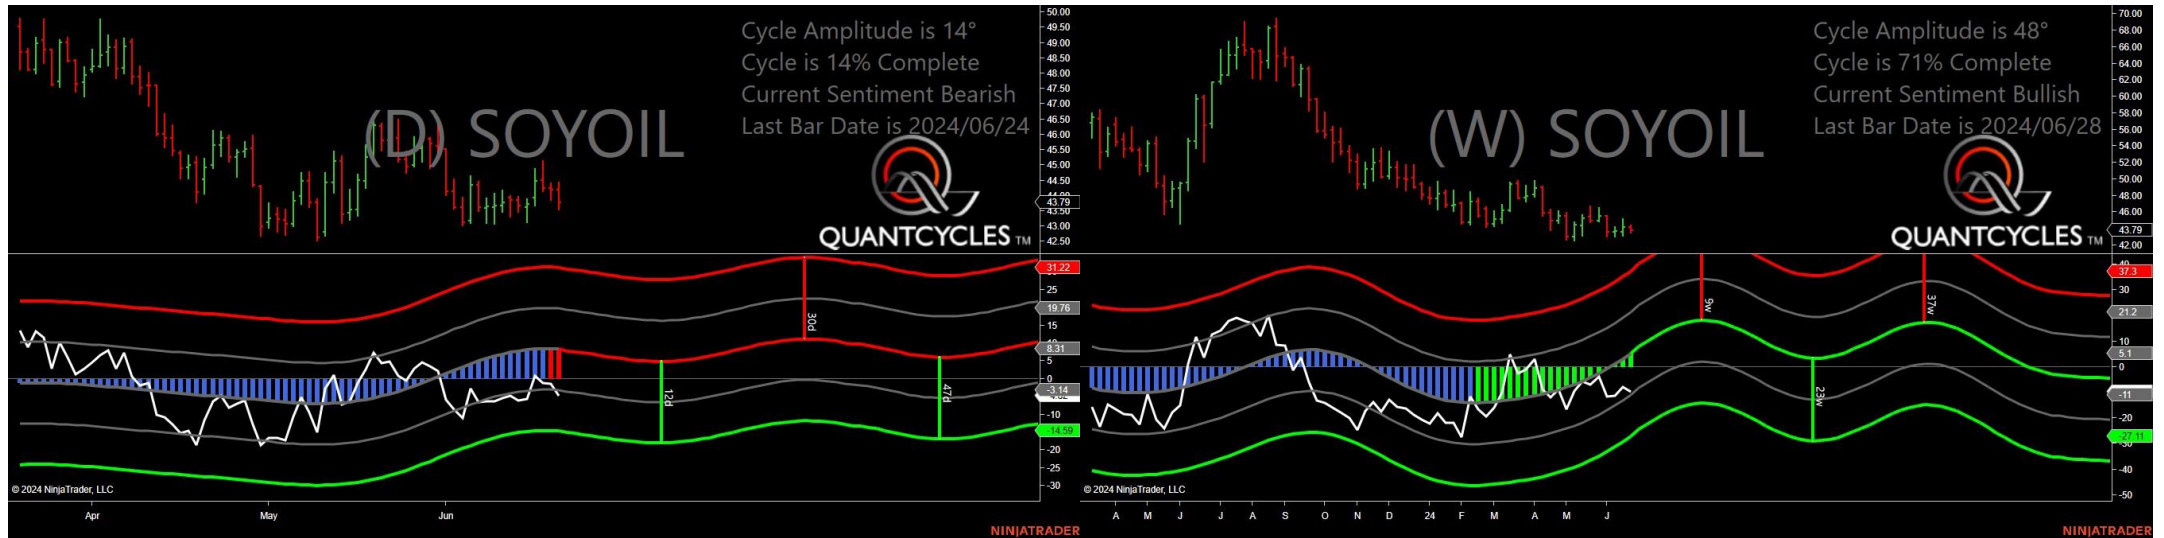 Cycle Amplitude is 14°
Cycle is 14% Complete
Current Sentiment Bearish
Last Bar Date is 2024/06/24
(D) SOYOIL
QUANTCYCLES TM
50.00
49.50
49.00
48.50
48.00
47.50
47.00
46.50
46.00
45.50
45.00
44.50
43.79
43.50
43.00
42.50
31.22
25
19.76
15
8.31
5
0
-3.14
-10
-14.59
-20
-25
-30
30d
12d
47d
© 2024 NinjaTrader, LLC
Apr
May
Jun
NINJATRADER
Cycle Amplitude is 48°
Cycle is 71% Complete
Current Sentiment Bullish
Last Bar Date is 2024/06/28
(W) SOYOIL
QUANTCYCLES TM
70.00
68.00
66.00
64.00
62.00
60.00
58.00
56.00
54.00
52.00
50.00
48.00
46.00
43.79
42.00
40
37.3
30
21.2
10
5.1
0
-11
-20
-27.11
-30
-40
-50
9w
37w
23w
© 2024 NinjaTrader, LLC
A M J J A S O N D 24 F M A M J
NINJATRADER